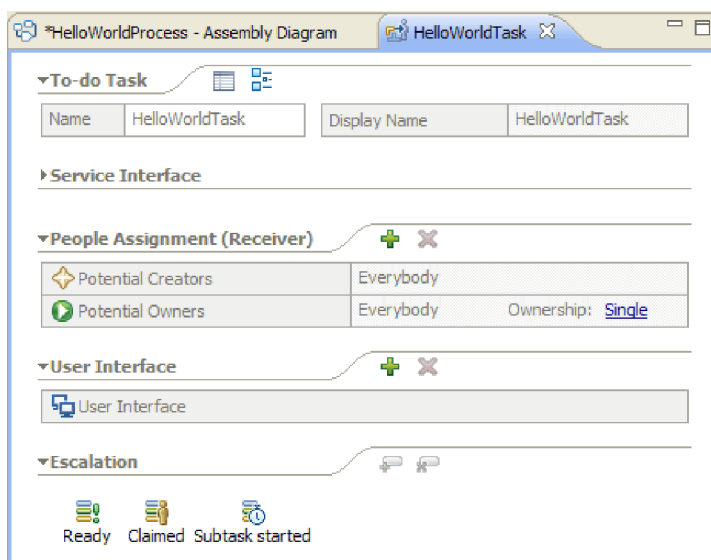 *HelloWorldProcess - Assembly Diagram HelloWorldTask
To-do Task
Name HelloWorldTask Display Name HelloWorldTask
Service Interface
People Assignment (Receiver)
Potential Creators Everybody
Potential Owners Everybody Ownership: Single
User Interface
User Interface
Escalation
Ready Claimed Subtask started